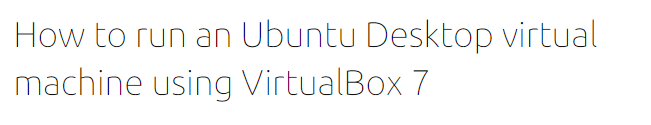 How to run an Ubuntu Desktop virtual
machine using VirtualBox 7